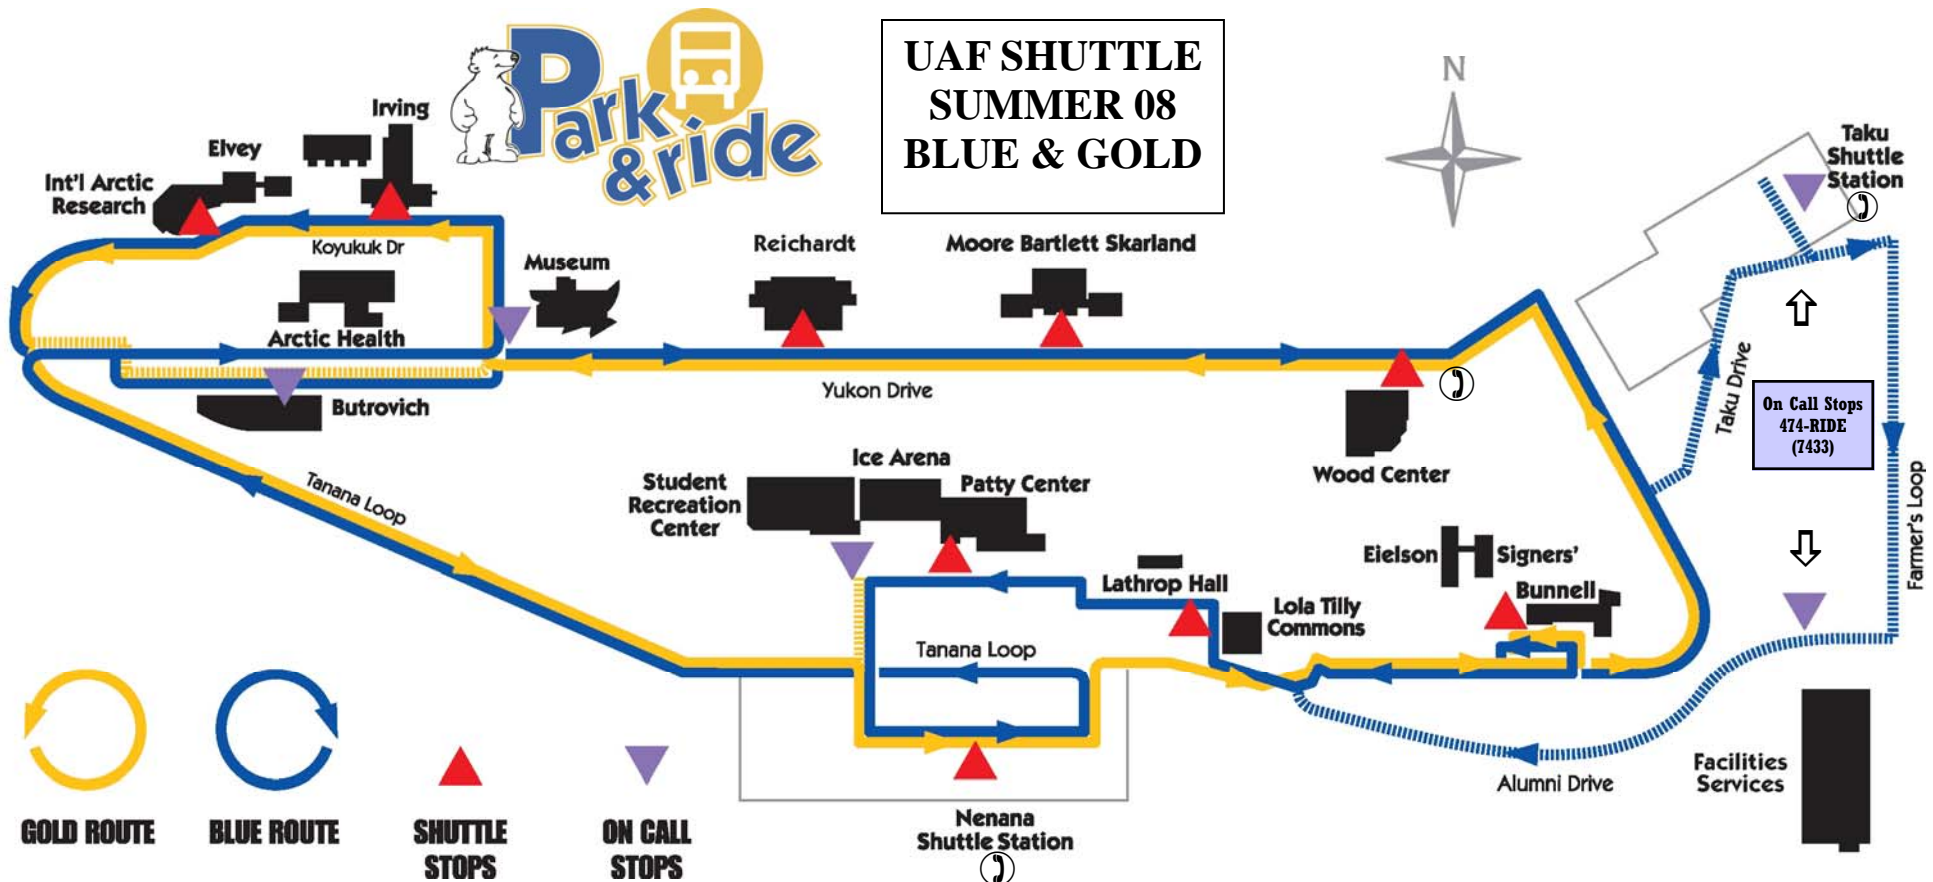 Park
&ride
UAF SHUTTLE
SUMMER 08
BLUE & GOLD
N
Taku
Shuttle
Station
Irving
Elvey
Int'l Arctic
Research
Koyukuk Dr
Museum
Reichardt
Moore Bartlett Skarland
Arctic Health
Butrovich
Yukon Drive
Wood Center
Taku Drive
On Call Stops
474-RIDE
(7433)
Farmer's Loop
Tanana Loop
Student
Recreation
Center
Ice Arena
Patty Center
Lathrop Hall
Lola Tilly
Commons
Eielson
Signers'
Bunnell
Tanana Loop
Alumni Drive
Facilities
Services
Nenana
Shuttle Station
GOLD ROUTE
BLUE ROUTE
SHUTTLE
STOPS
ON CALL
STOPS